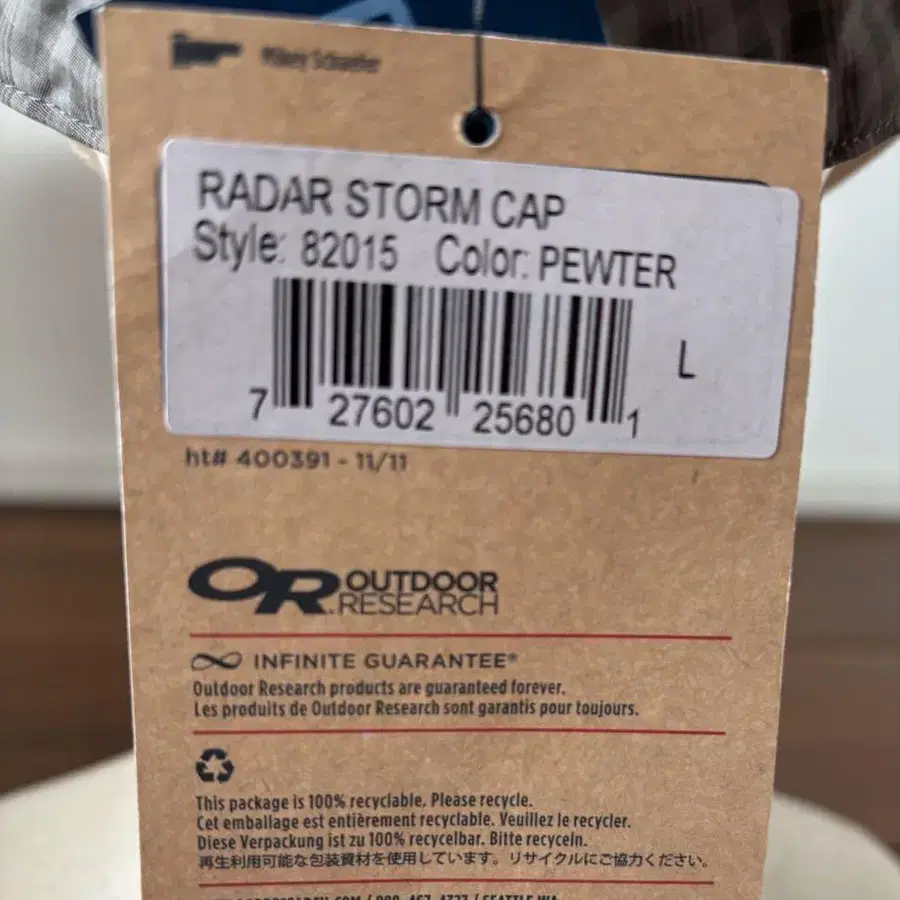 RADAR STORM CAP
Style: 82015 Color: PEWTER
L
7 27602 25680 1
ht# 400391 - 11/11
OR. OUTDOOR
RESEARCH
INFINITE GUARANTEE®
Outdoor Research products are guaranteed forever.
Les produits de Outdoor Research sont garantis pour toujours.
This package is 100% recyclable. Please recycle.
Cet emballage est entièrement recyclable. Veuillez le recycler.
Diese Verpackung ist zu 100% recycelbar. Bitte recyceln.
再生利用可能な包装資材を使用しています。リサイクルにご協力ください。